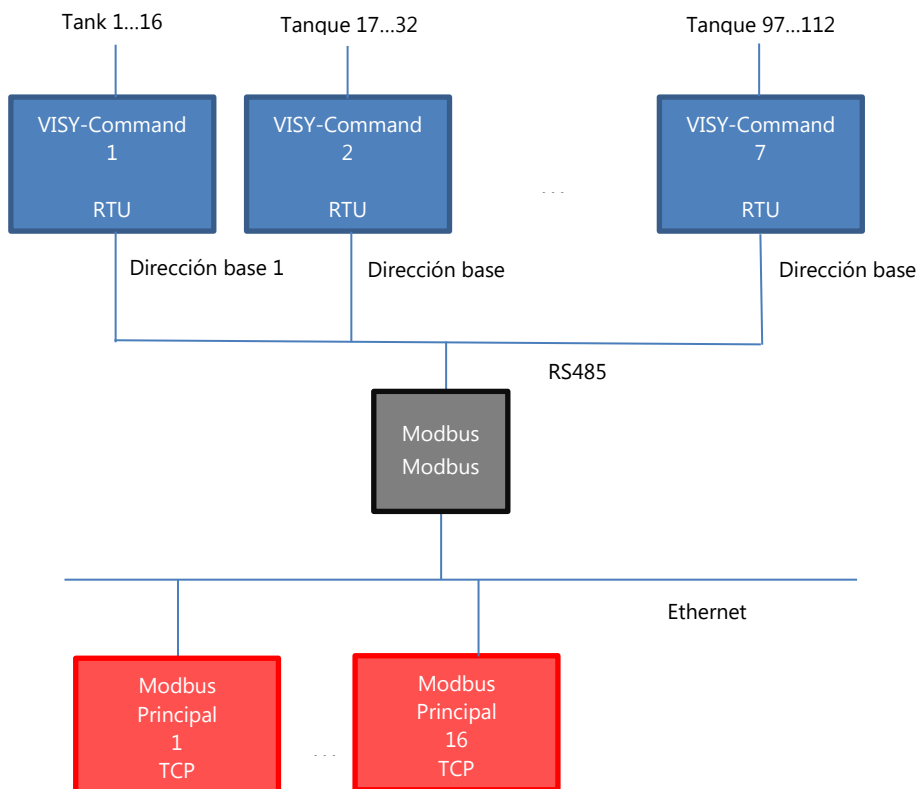 Tank 1...16
Tanque 17...32
Tanque 97...112
VISY-Command
1
RTU
VISY-Command
2
RTU
...
VISY-Command
7
RTU
Dirección base 1
Dirección base
Dirección base
RS485
Modbus
Modbus
Ethernet
Modbus
Principal
1
TCP
...
Modbus
Principal
16
TCP